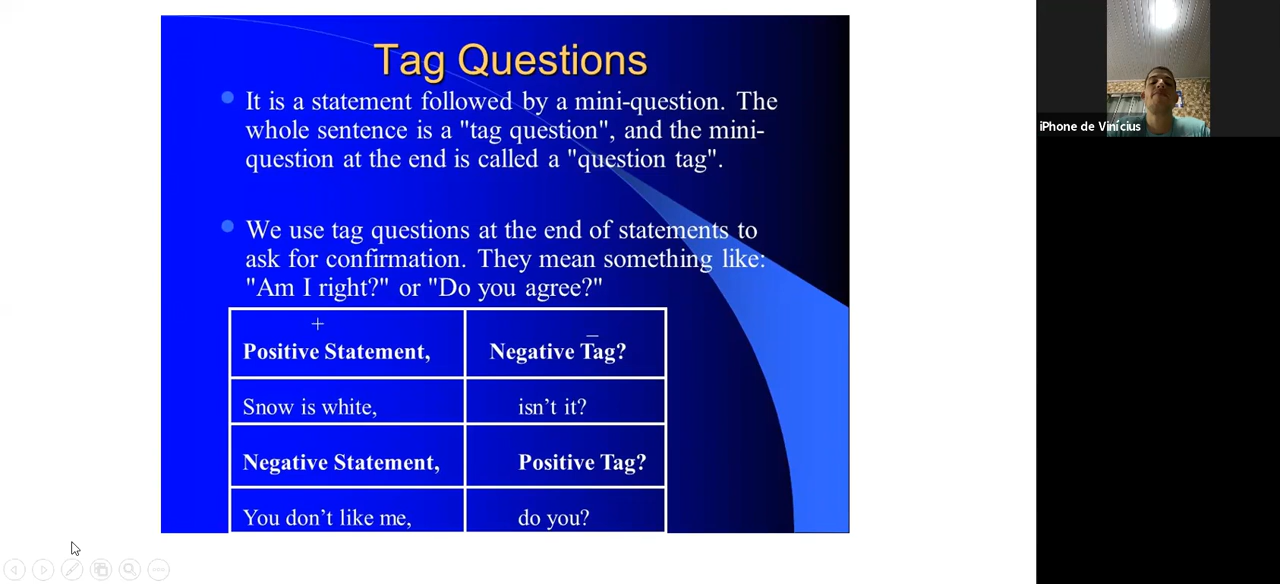 Tag Questions
It is a statement followed by a mini-question. The
whole sentence is a "tag question", and the mini-
question at the end is called a "question tag".
We use tag questions at the end of statements to
ask for confirmation. They mean something like:
"Am I right?" or "Do you agree?"
+
Positive Statement,
–
Negative Tag?
Snow is white,
isn’t it?
Negative Statement,
Positive Tag?
You don’t like me,
do you?
iPhone de Vinícius